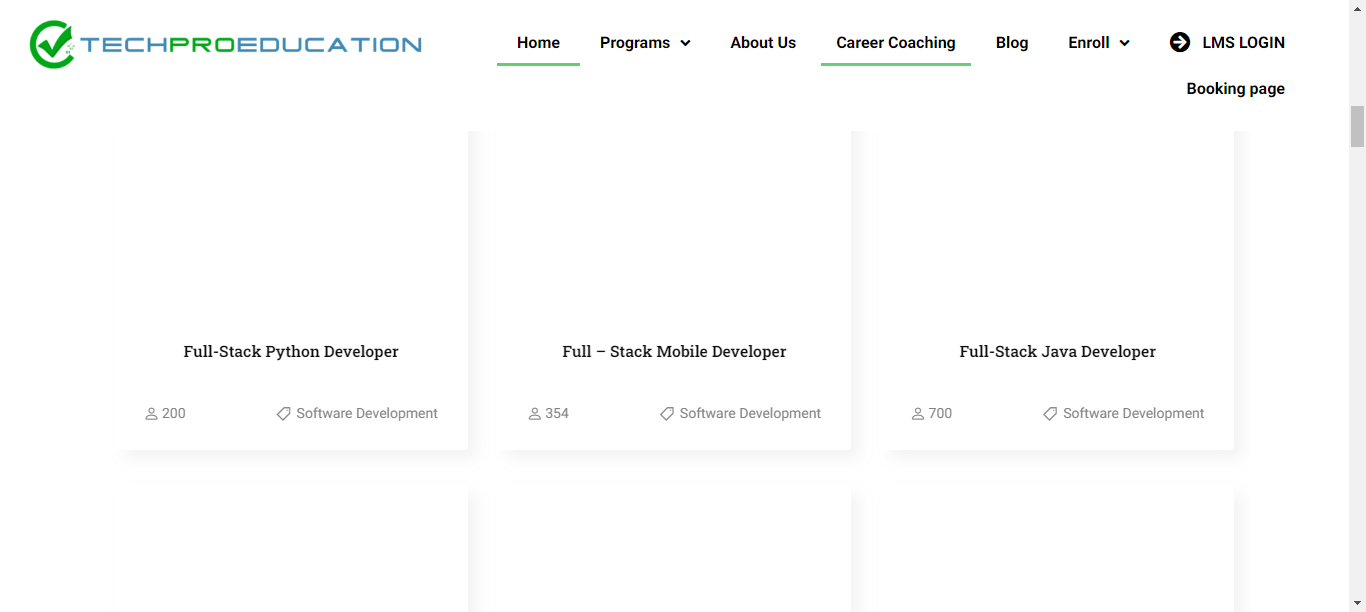 TECHPROEDUCATION
Home Programs About Us Career Coaching Blog Enroll LMS LOGIN
Booking page
Full-Stack Python Developer
200 Software Development
Full – Stack Mobile Developer
354 Software Development
Full-Stack Java Developer
700 Software Development